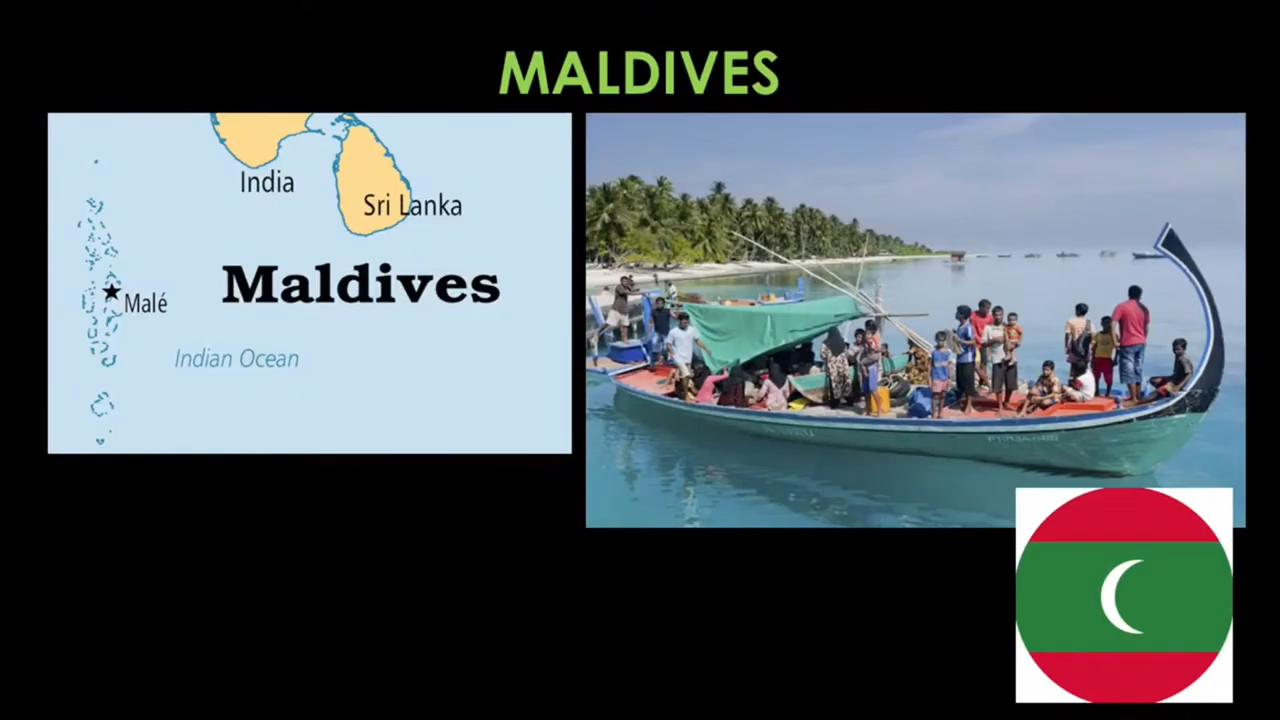 MALDIVES
India
Sri Lanka
Maldives
Malé
Indian Ocean